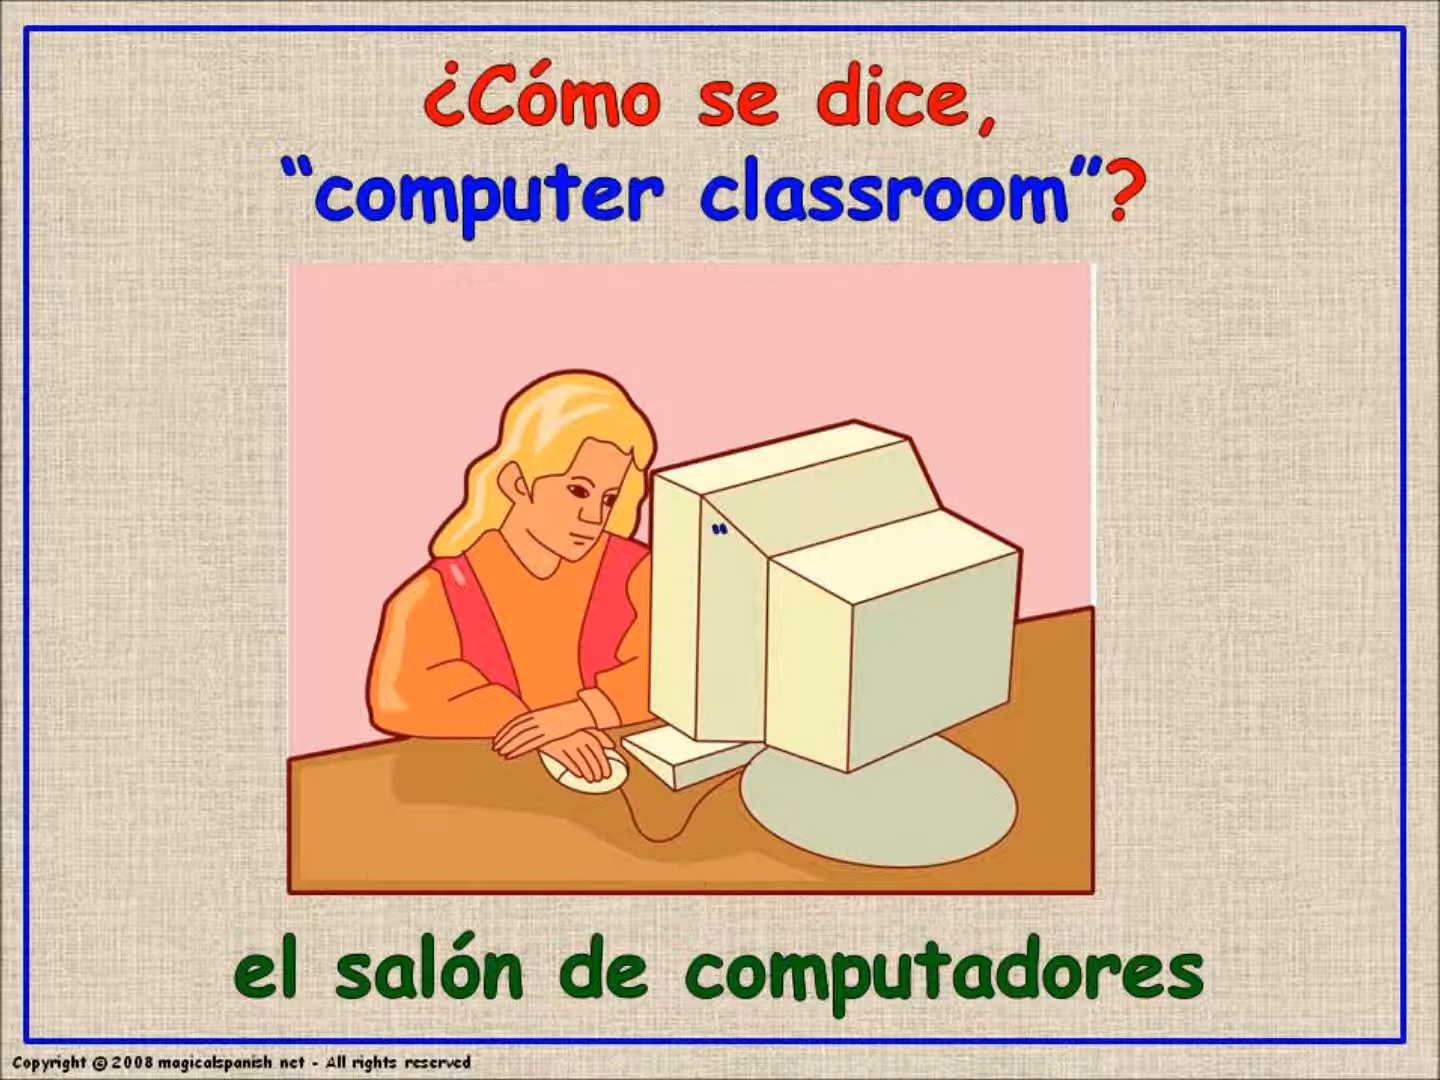 ¿Cómo se dice,
“computer classroom”?
“
el salón de computadores
Copyright © 2008 magicalspanish.net - All rights reserved